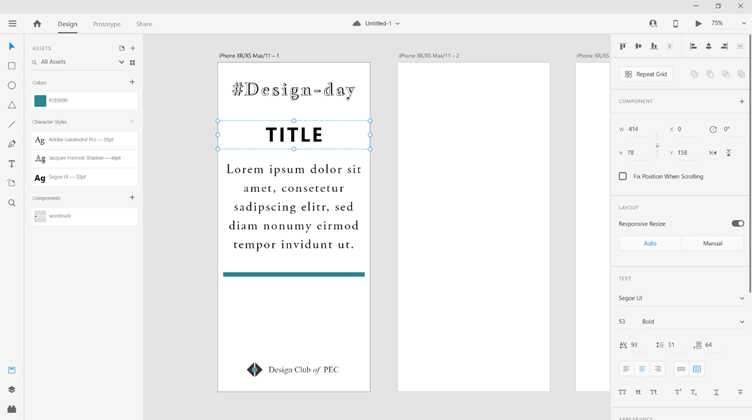 Design
Prototype
Share
Untitled-1
75%
ASSETS
All Assets
Colors
Character Styles
Ag Adobe Garamond Pro — 35pt
Ag Jacques Francois Shadow — 46pt
Ag Segoe UI — 53pt
Components
wordmark
iPhone XR/XS Max/11 – 1
#Design-day
TITLE
Lorem ipsum dolor sit
amet, consetetur
sadipscing elitr, sed
diam nonumy eirmod
tempor invidunt ut.
Design Club of PEC
iPhone XR/XS Max/11 – 2
iPhone XR/XS
Repeat Grid
COMPONENT
W 414 X 0 0°
H 78 Y 158
Fix Position When Scrolling
LAYOUT
Responsive Resize
Auto Manual
TEXT
Segoe UI
53 Bold
93 51 64
TT tt Tt